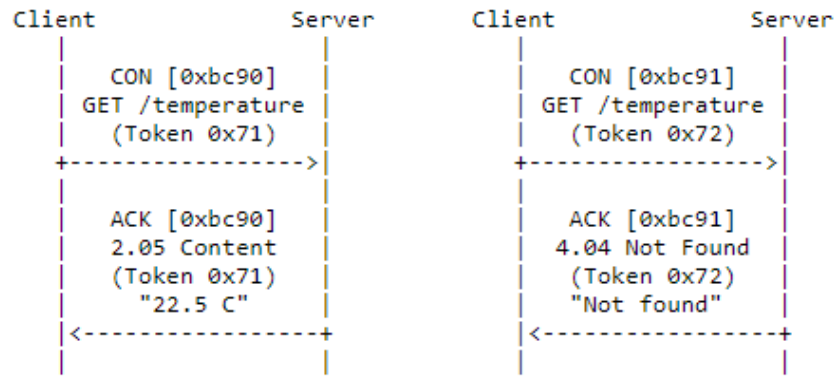 Client Server
CON [0xbc90]
GET /temperature
(Token 0x71)
ACK [0xbc90]
2.05 Content
(Token 0x71)
"22.5 C"
Client Server
CON [0xbc91]
GET /temperature
(Token 0x72)
ACK [0xbc91]
4.04 Not Found
(Token 0x72)
"Not found"